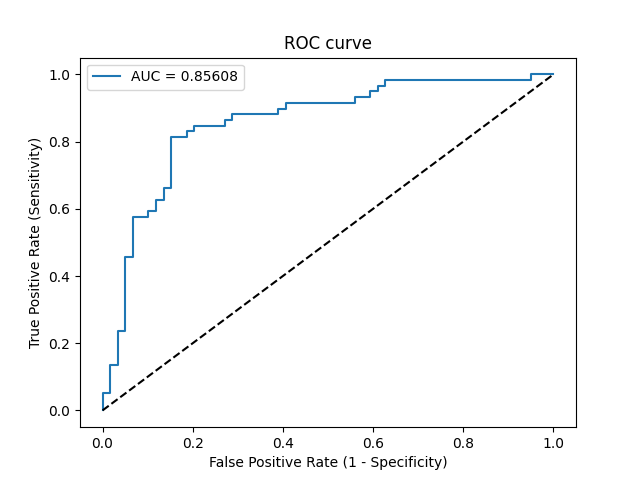 ROC curve
AUC = 0.85608
1.0
0.8
0.6
0.4
0.2
0.0
True Positive Rate (Sensitivity)
0.0 0.2 0.4 0.6 0.8 1.0
False Positive Rate (1 - Specificity)